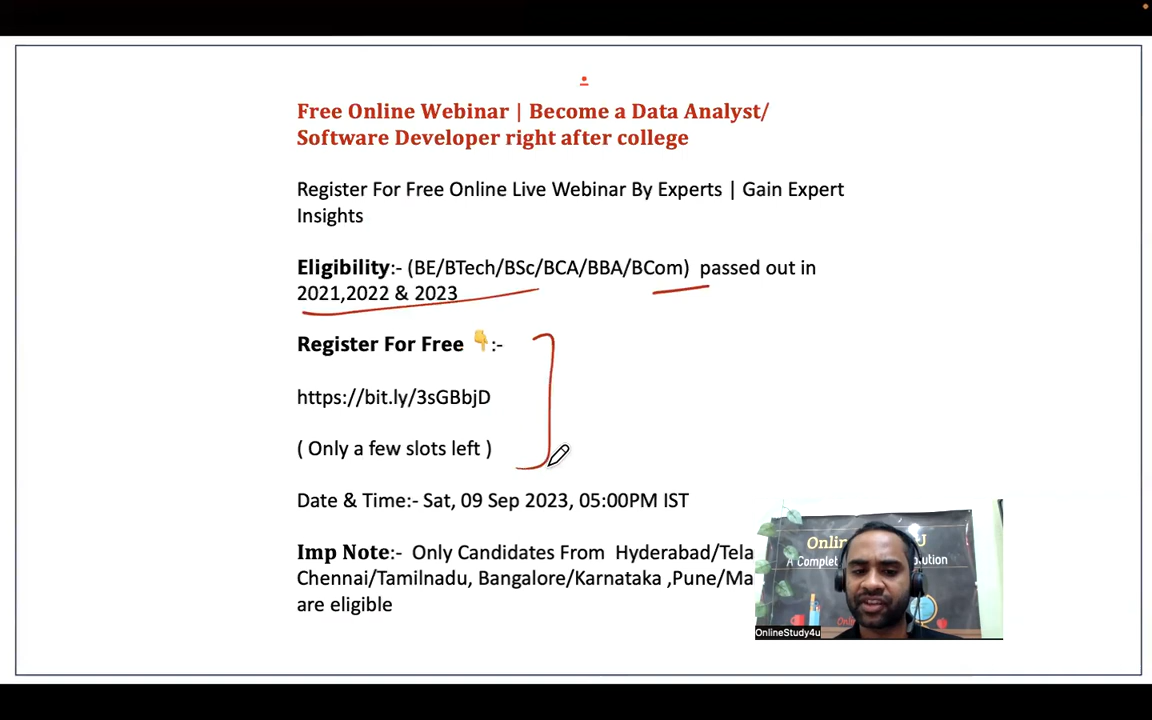 Free Online Webinar | Become a Data Analyst/
Software Developer right after college
Register For Free Online Live Webinar By Experts | Gain Expert
Insights
Eligibility:- (BE/BTech/BSc/BCA/BBA/BCom) passed out in
2021,2022 & 2023
Register For Free 👇:-
https://bit.ly/3sGBbjD
( Only a few slots left )
Date & Time:- Sat, 09 Sep 2023, 05:00PM IST
Imp Note:- Only Candidates From Hyderabad/Tela
Chennai/Tamilnadu, Bangalore/Karnataka ,Pune/Ma
are eligible
Onlin U
A Complet olution
OnlineStudy4u